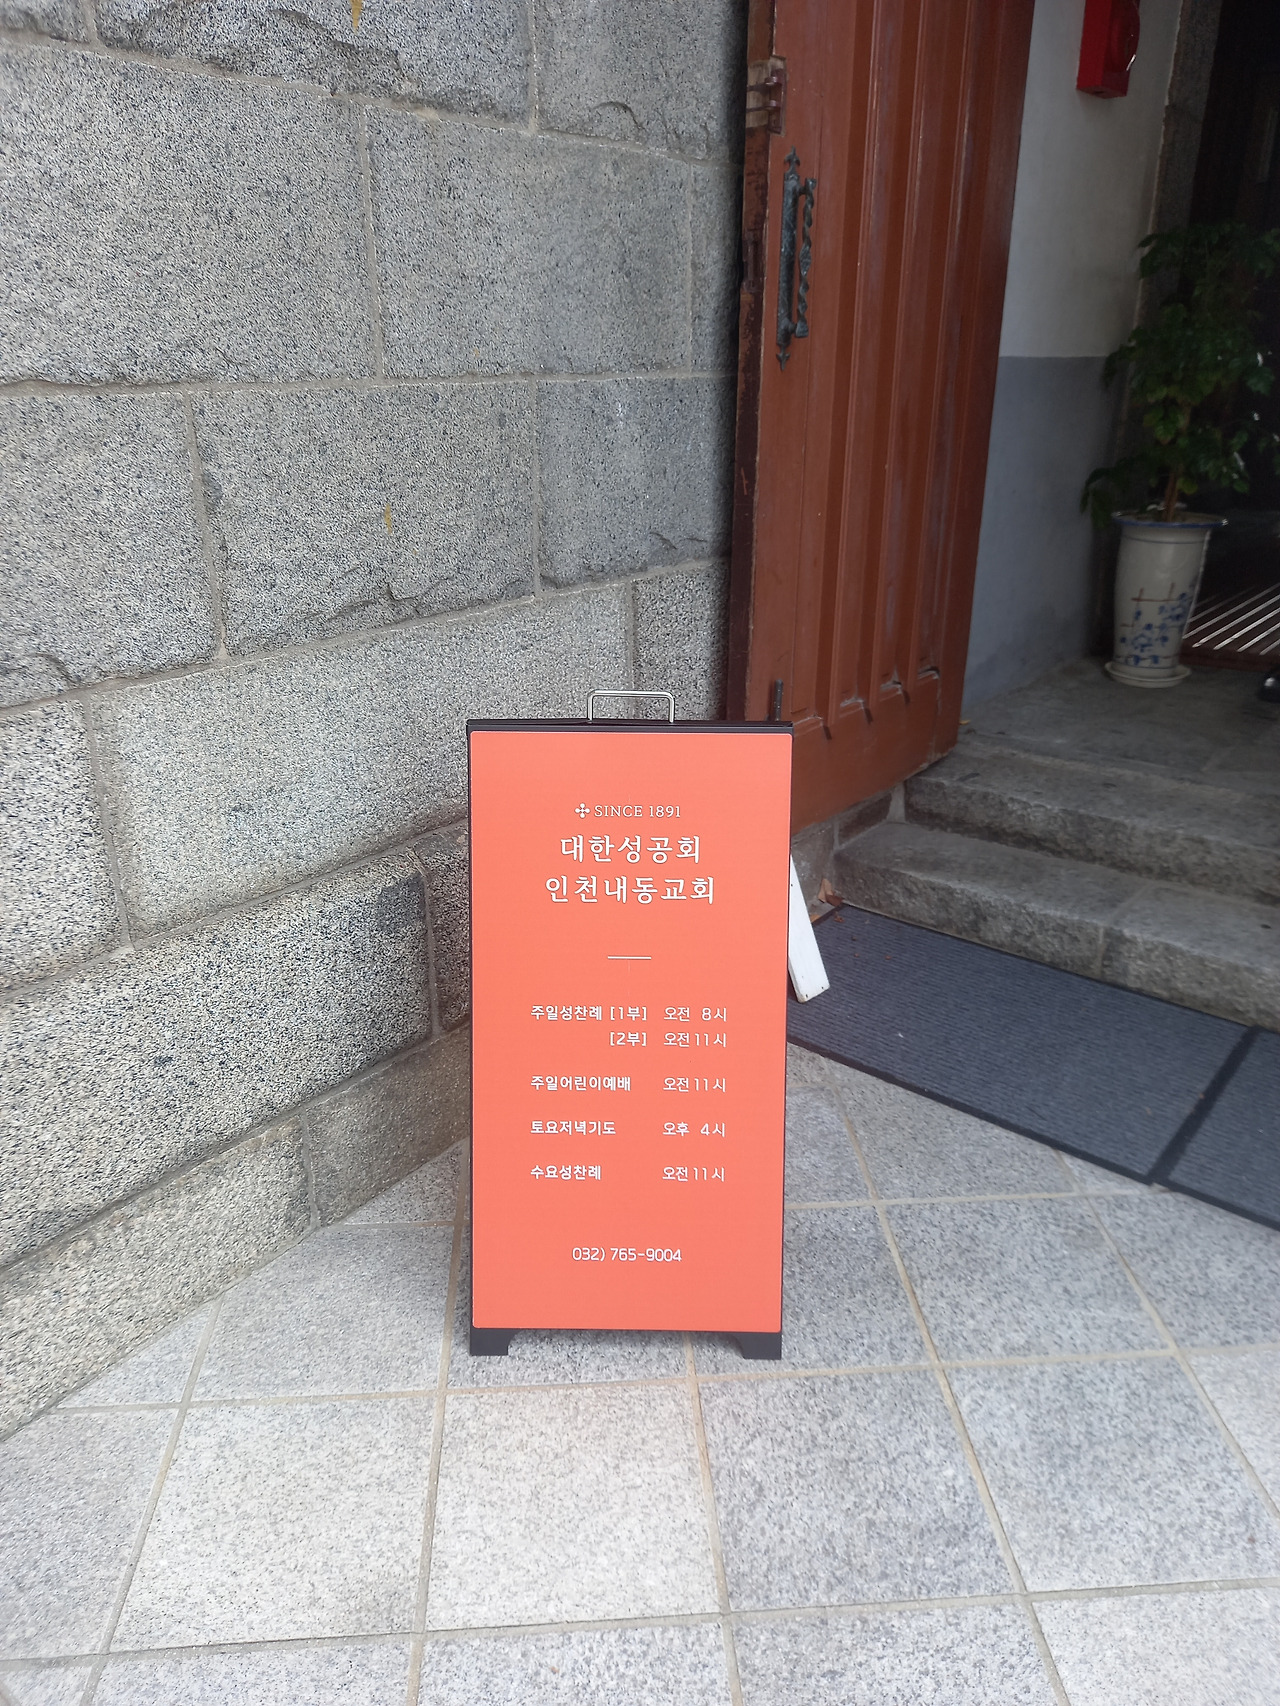 SINCE 1891
대한성공회
인천내동교회
주일성찬례 [1부] 오전 8시
[2부] 오전 11시
주일어린이예배 오전 11시
토요저녁기도 오후 4시
수요성찬례 오전 11시
032) 765-9004